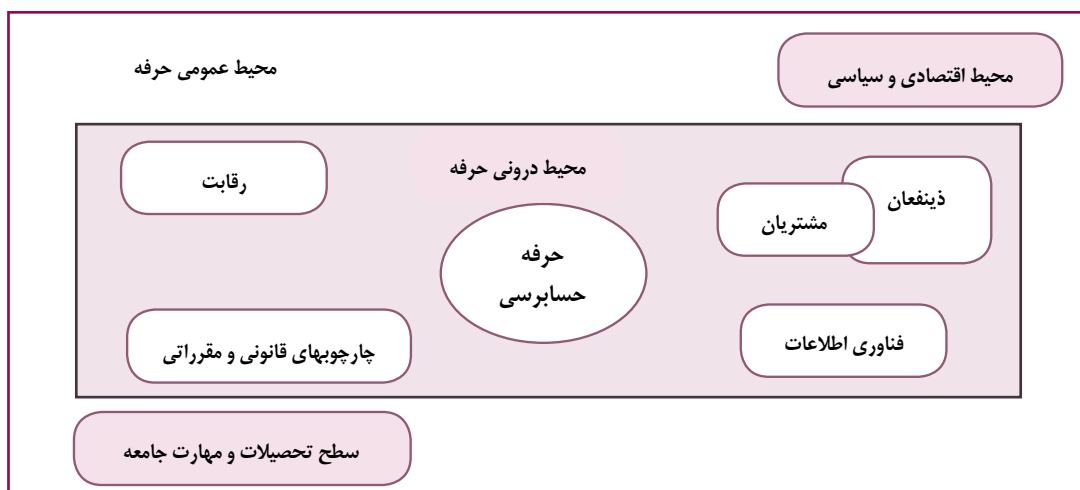 محیط اقتصادی و سیاسی
محیط عمومی حرفه
محیط درونی حرفه
رقابت
ذینفعان
مشتریان
حرفه
حسابرسی
فناوری اطلاعات
چارچوبهای قانونی و مقرراتی
سطح تحصیلات و مهارت جامعه